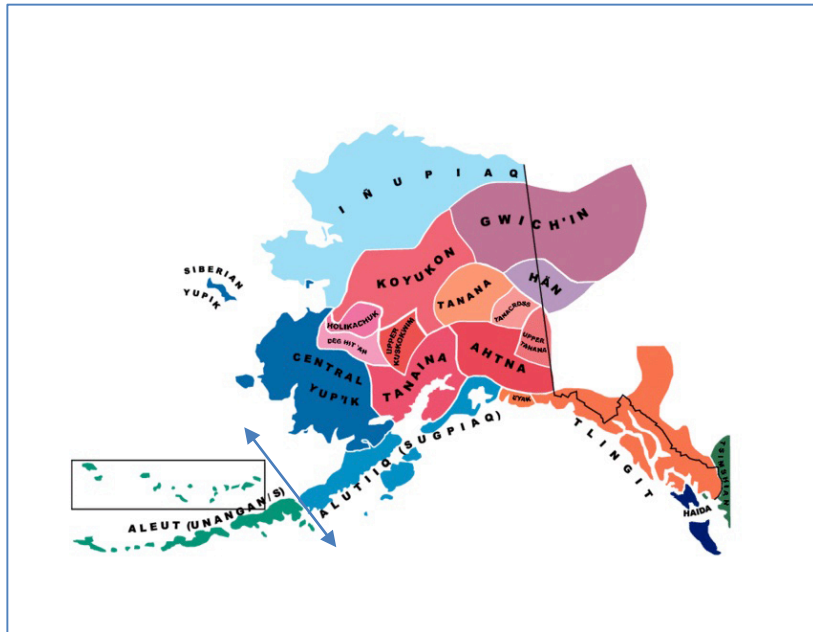 IÑUPIAQ
GWICH'IN
KOYUKON
HÄN
SIBERIAN
YUPIK
TANANA
TANACROSS
HOLIKACHUK
DEG HIT'AN
UPPER
KUSKOKWIM
UPPER
TANANA
CENTRAL
YUP'IK
TANAINA
AHTNA
EYAK
ALUTIIQ (SUGPIAQ)
TLINGIT
TSIMSHIAN
ALEUT (UNANGAN/S)
HAIDA